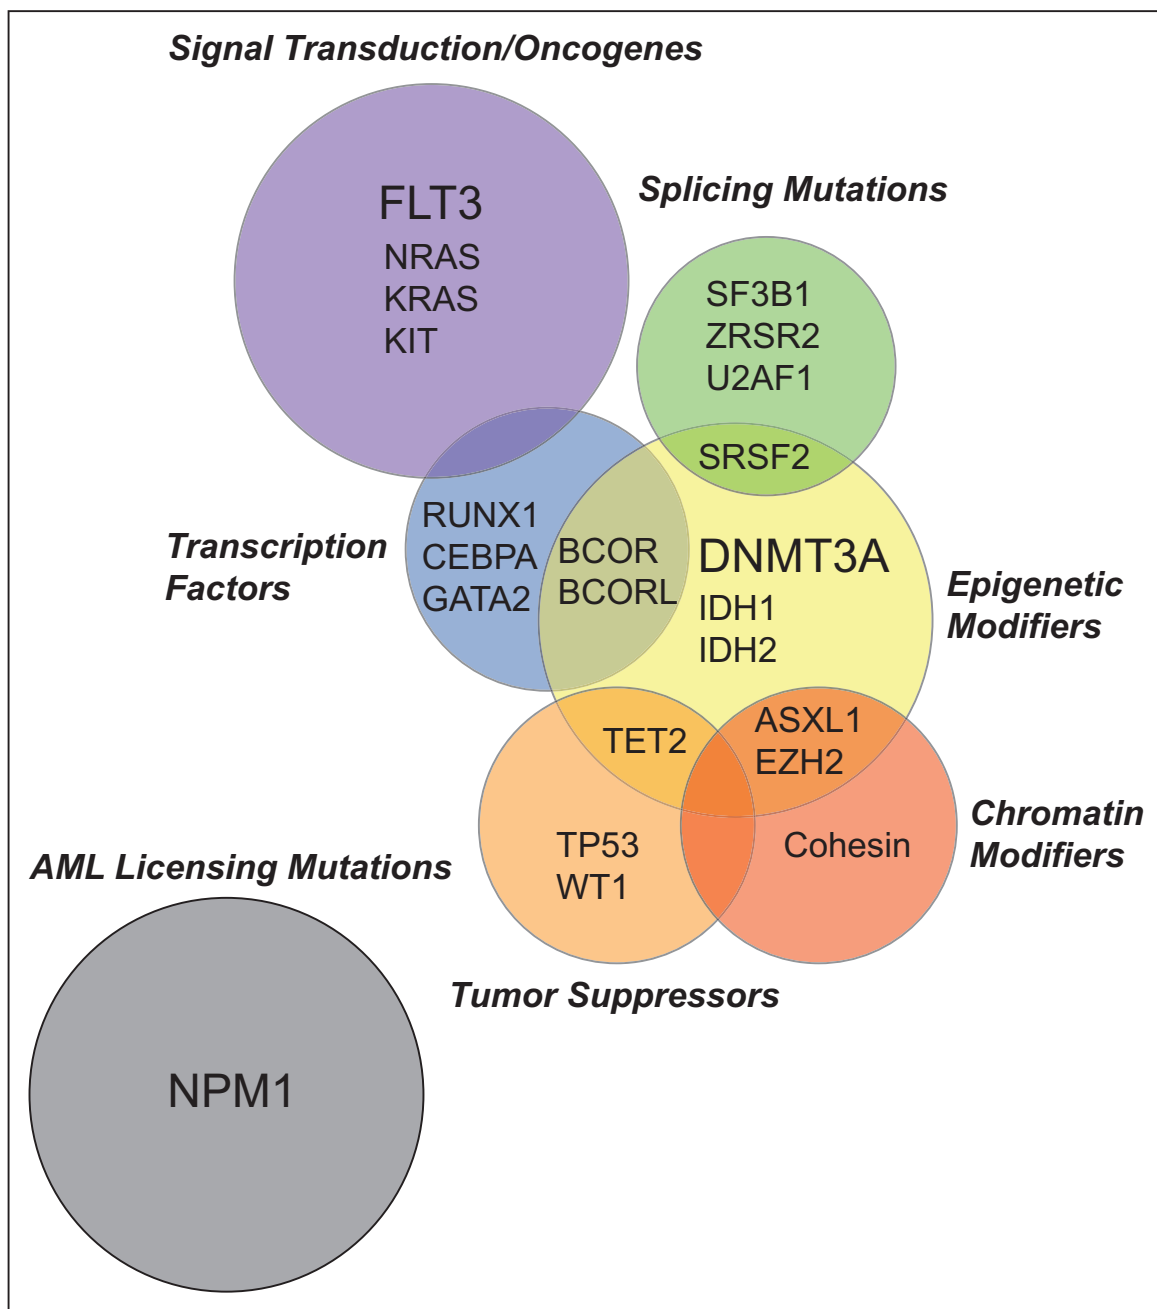 Signal Transduction/Oncogenes
FLT3
NRAS
KRAS
KIT
Splicing Mutations
SF3B1
ZRSR2
U2AF1
SRSF2
Transcription
Factors
RUNX1
CEBPA
GATA2
BCOR
BCORL
DNMT3A
IDH1
IDH2
Epigenetic
Modifiers
TET2
ASXL1
EZH2
TP53
WT1
Cohesin
Chromatin
Modifiers
Tumor Suppressors
AML Licensing Mutations
NPM1